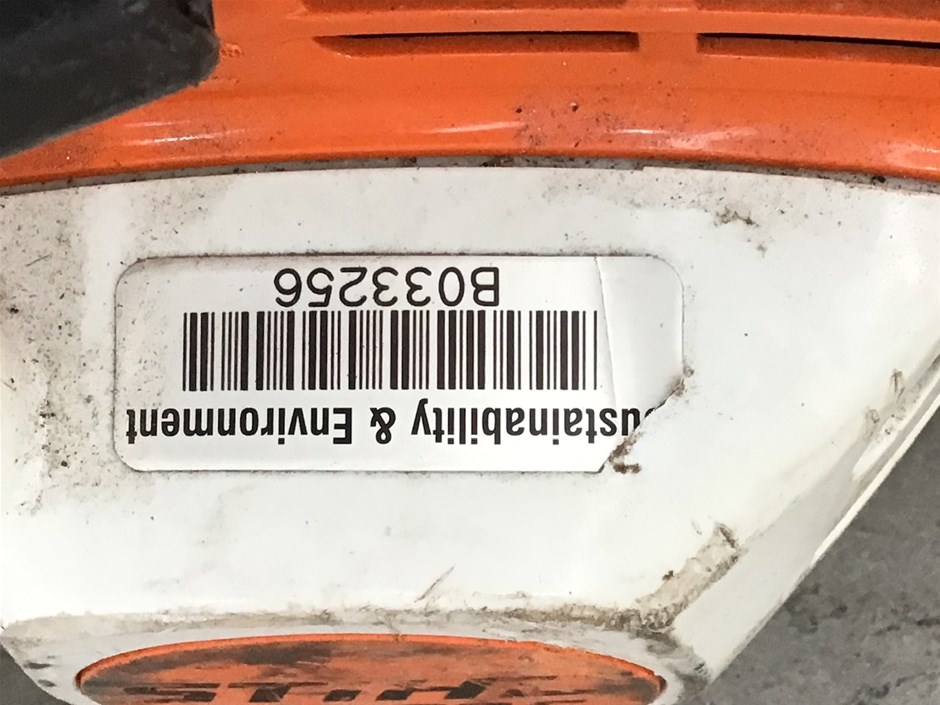 ustainability & Environment
B033256